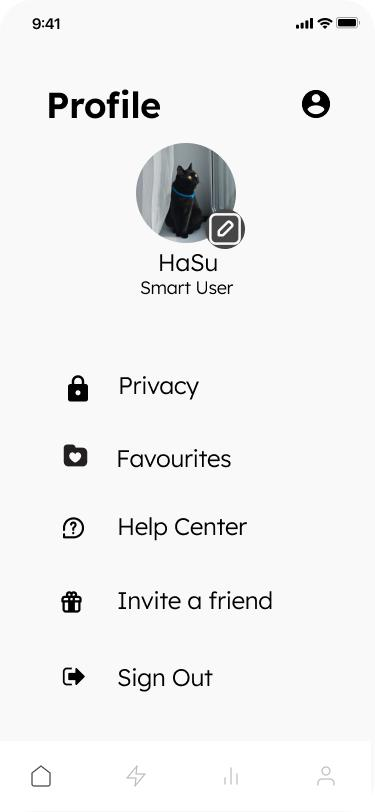 9:41
Profile
HaSu
Smart User
Privacy
Favourites
Help Center
Invite a friend
Sign Out